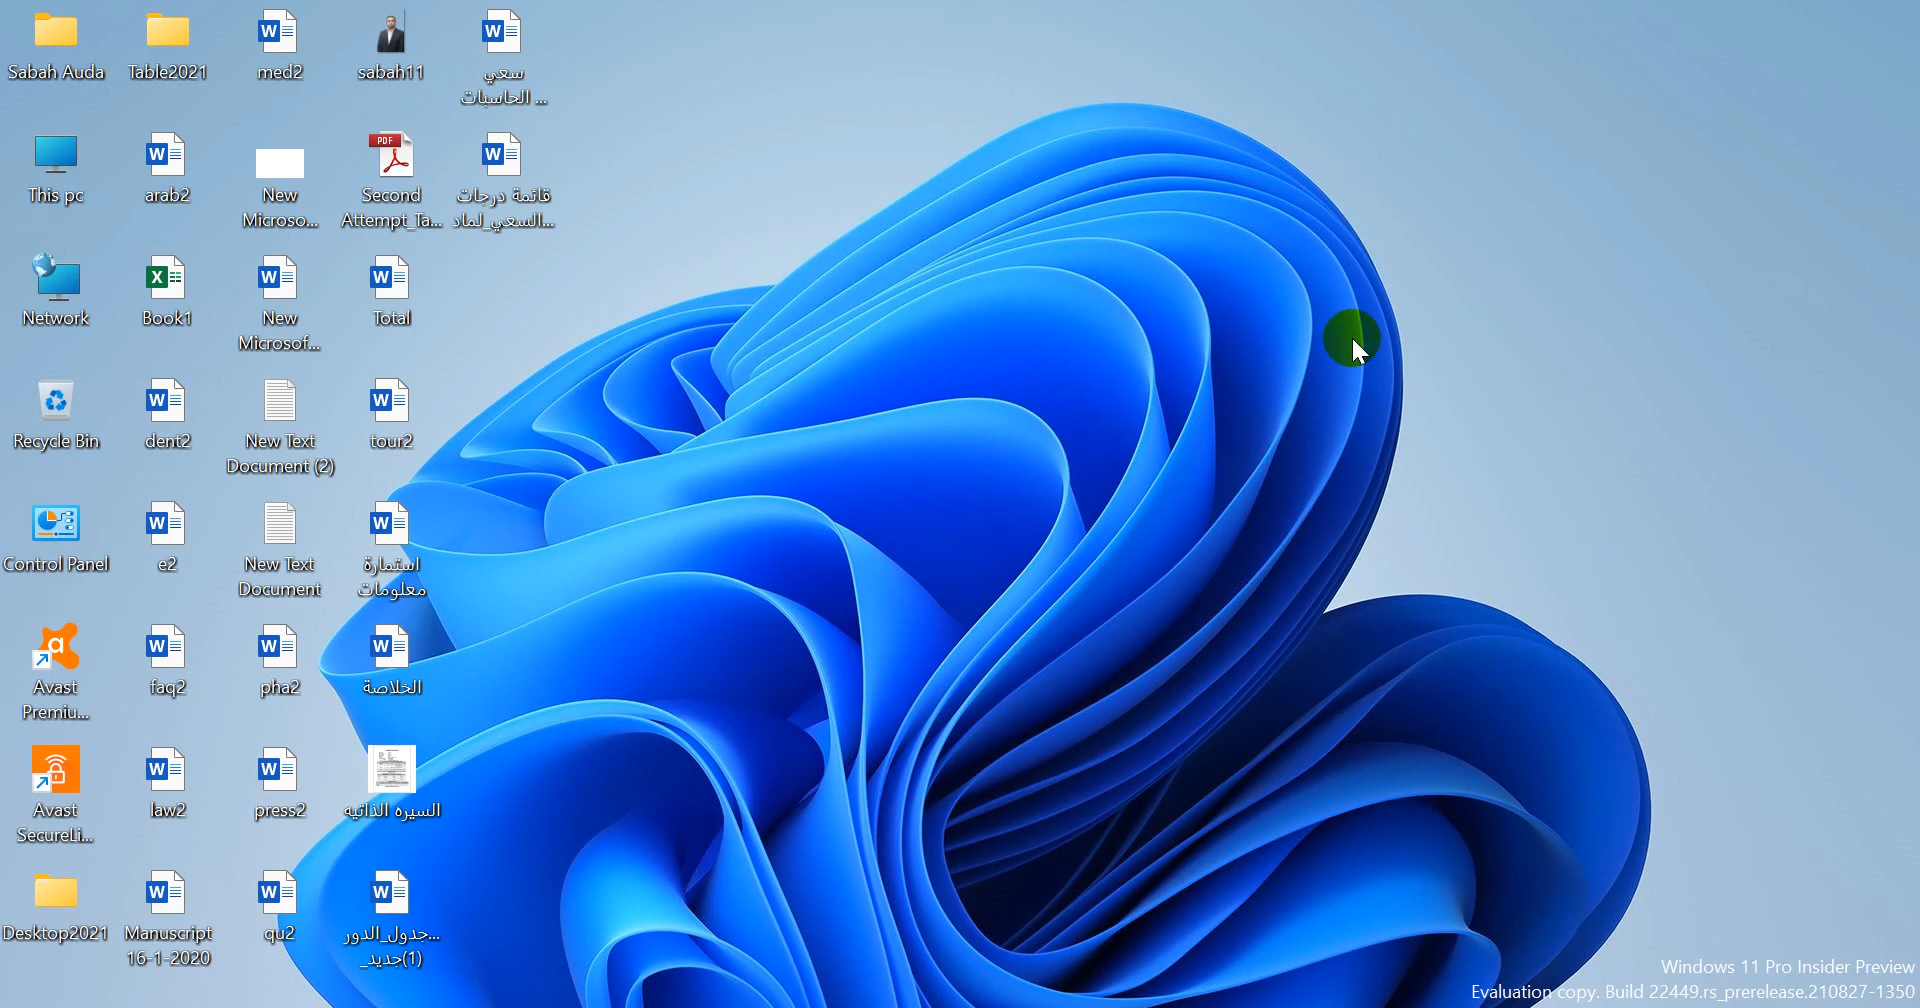 Sabah Auda
Table2021
med2
sabah11
سعي
الحاسبات ...
This pc
arab2
New
Microso...
PDF
Second
Attempt_Ta...
قائمة درجات
السعي_لماد...
Network
Book1
New
Microsof...
Total
Recycle Bin
dent2
New Text
Document (2)
tour2
Control Panel
e2
New Text
Document
استمارة
معلومات
Avast
Premiu...
faq2
pha2
الخلاصة
Avast
SecureLi...
law2
press2
السيره الذاتيه
Desktop2021
Manuscript
16-1-2020
qu2
جدول_الدور...
_جديد(1)
Windows 11 Pro Insider Preview
Evaluation copy. Build 22449.rs_prerelease.210827-1350